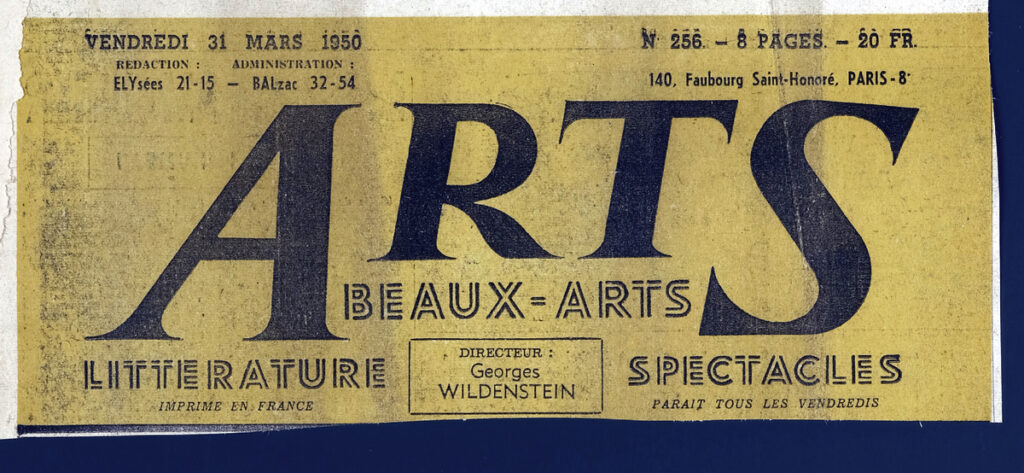 VENDREDI 31 MARS 1950
N° 256. – 8 PAGES. – 20 FR.
REDACTION : ADMINISTRATION :
ELYsées 21-15 – BALzac 32-54
140, Faubourg Saint-Honoré, PARIS-8ᵉ
ARTS
BEAUX-ARTS
LITTERATURE
DIRECTEUR :
Georges
WILDENSTEIN
SPECTACLES
IMPRIME EN FRANCE
PARAIT TOUS LES VENDREDIS